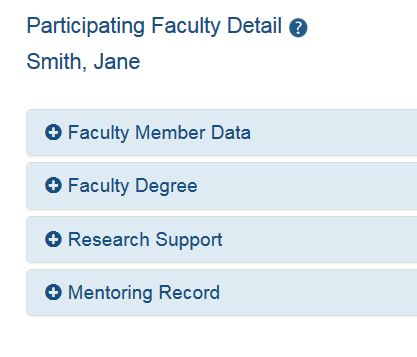 Participating Faculty Detail ?
Smith, Jane
Faculty Member Data
Faculty Degree
Research Support
Mentoring Record